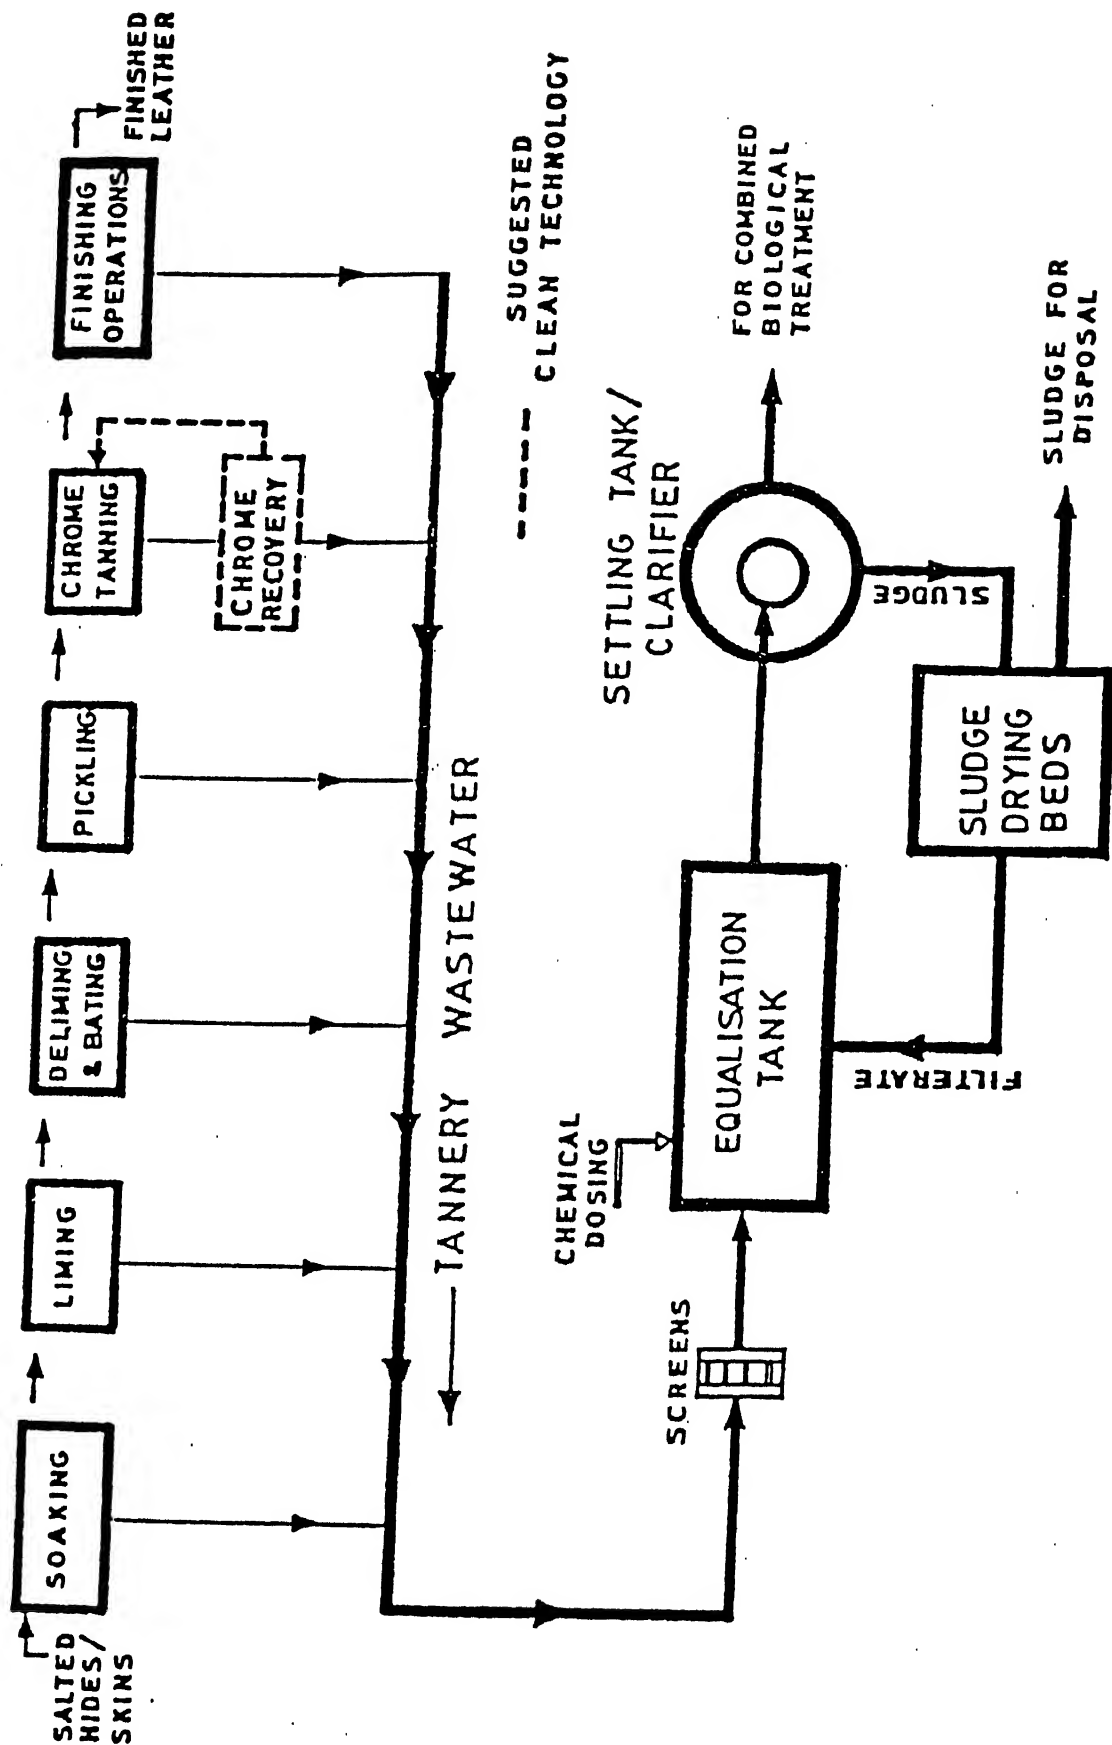 SALTED
HIDES/
SKINS
SOAKING
LIMING
DELIMING
& BATING
PICKLING
CHROME
TANNING
FINISHING
OPERATIONS
FINISHED
LEATHER
CHROME
RECOVERY
TANNERY WASTEWATER
SUGGESTED
CLEAN TECHNOLOGY
SCREENS
CHEMICAL
DOSING
EQUALISATION
TANK
SETTLING TANK/
CLARIFIER
FOR COMBINED
BIOLOGICAL
TREATMENT
SLUDGE
FILTERATE
SLUDGE
DRYING
BEDS
SLUDGE FOR
DISPOSAL